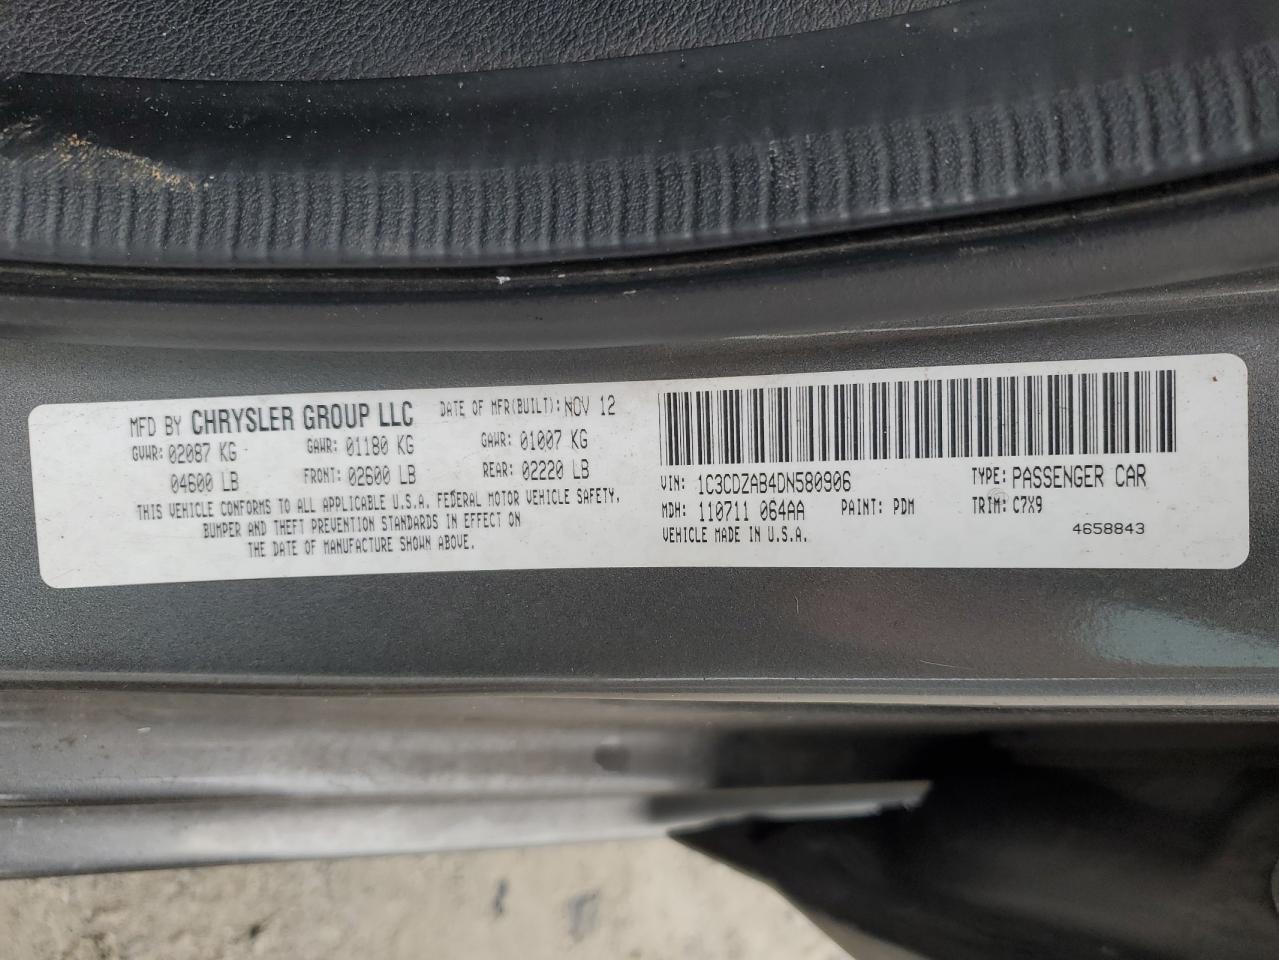 MFD BY CHRYSLER GROUP LLC DATE OF MFR(BUILT): NOV 12
GVWR: 02087 KG GAWR: 01180 KG GAWR: 01007 KG
04600 LB FRONT: 02600 LB REAR: 02220 LB
THIS VEHICLE CONFORMS TO ALL APPLICABLE U.S.A. FEDERAL MOTOR VEHICLE SAFETY,
BUMPER AND THEFT PREVENTION STANDARDS IN EFFECT ON
THE DATE OF MANUFACTURE SHOWN ABOVE.
VIN: 1C3CDZAB4DN580906 TYPE: PASSENGER CAR
MDH: 110711 064AA PAINT: PDM TRIM: C7X9
VEHICLE MADE IN U.S.A. 4658843